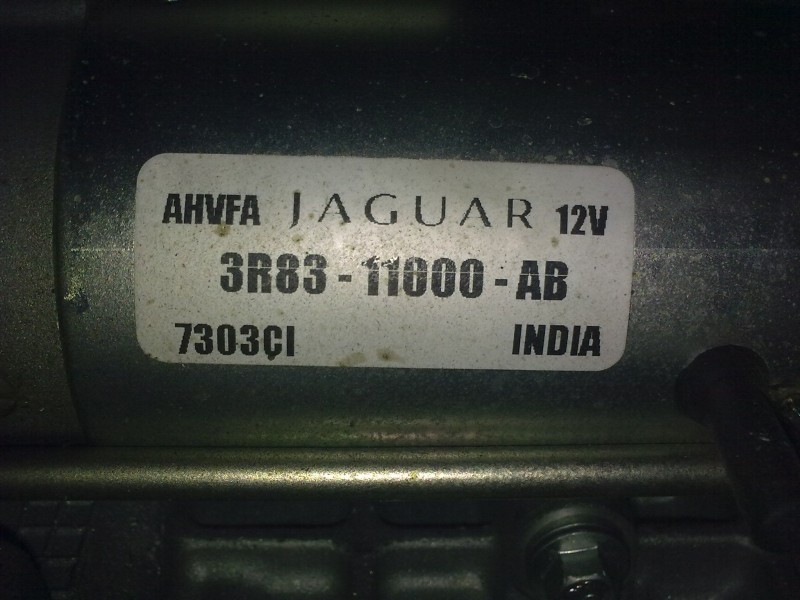 AHVFA JAGUAR 12V
3R83-11000-AB
7303ÇI INDIA